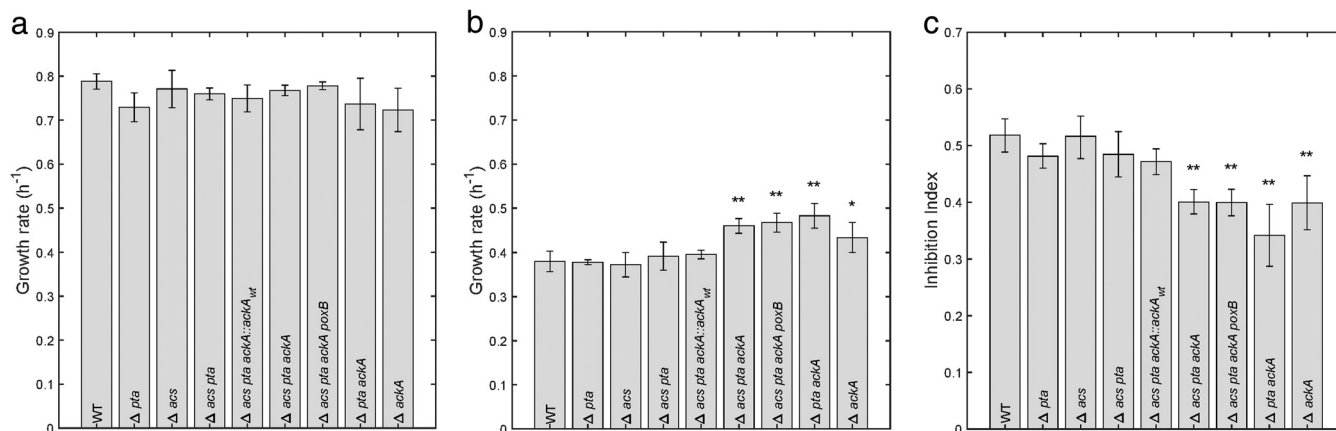 a
Growth rate (h⁻¹)
0.9
0.8
0.7
0.6
0.5
0.4
0.3
0.2
0.1
0
-WT
-Δ pta
-Δ acs
-Δ acs pta
-Δ acs pta ackA::ackA_wt
-Δ acs pta ackA
-Δ acs pta ackA poxB
-Δ pta ackA
-Δ ackA
b
Growth rate (h⁻¹)
0.9
0.8
0.7
0.6
0.5
0.4
0.3
0.2
0.1
0
** ** ** *
-WT
-Δ pta
-Δ acs
-Δ acs pta
-Δ acs pta ackA::ackA_wt
-Δ acs pta ackA
-Δ acs pta ackA poxB
-Δ pta ackA
-Δ ackA
c
Inhibition Index
0.7
0.6
0.5
0.4
0.3
0.2
0.1
0
** ** ** **
-WT
-Δ pta
-Δ acs
-Δ acs pta
-Δ acs pta ackA::ackA_wt
-Δ acs pta ackA
-Δ acs pta ackA poxB
-Δ pta ackA
-Δ ackA